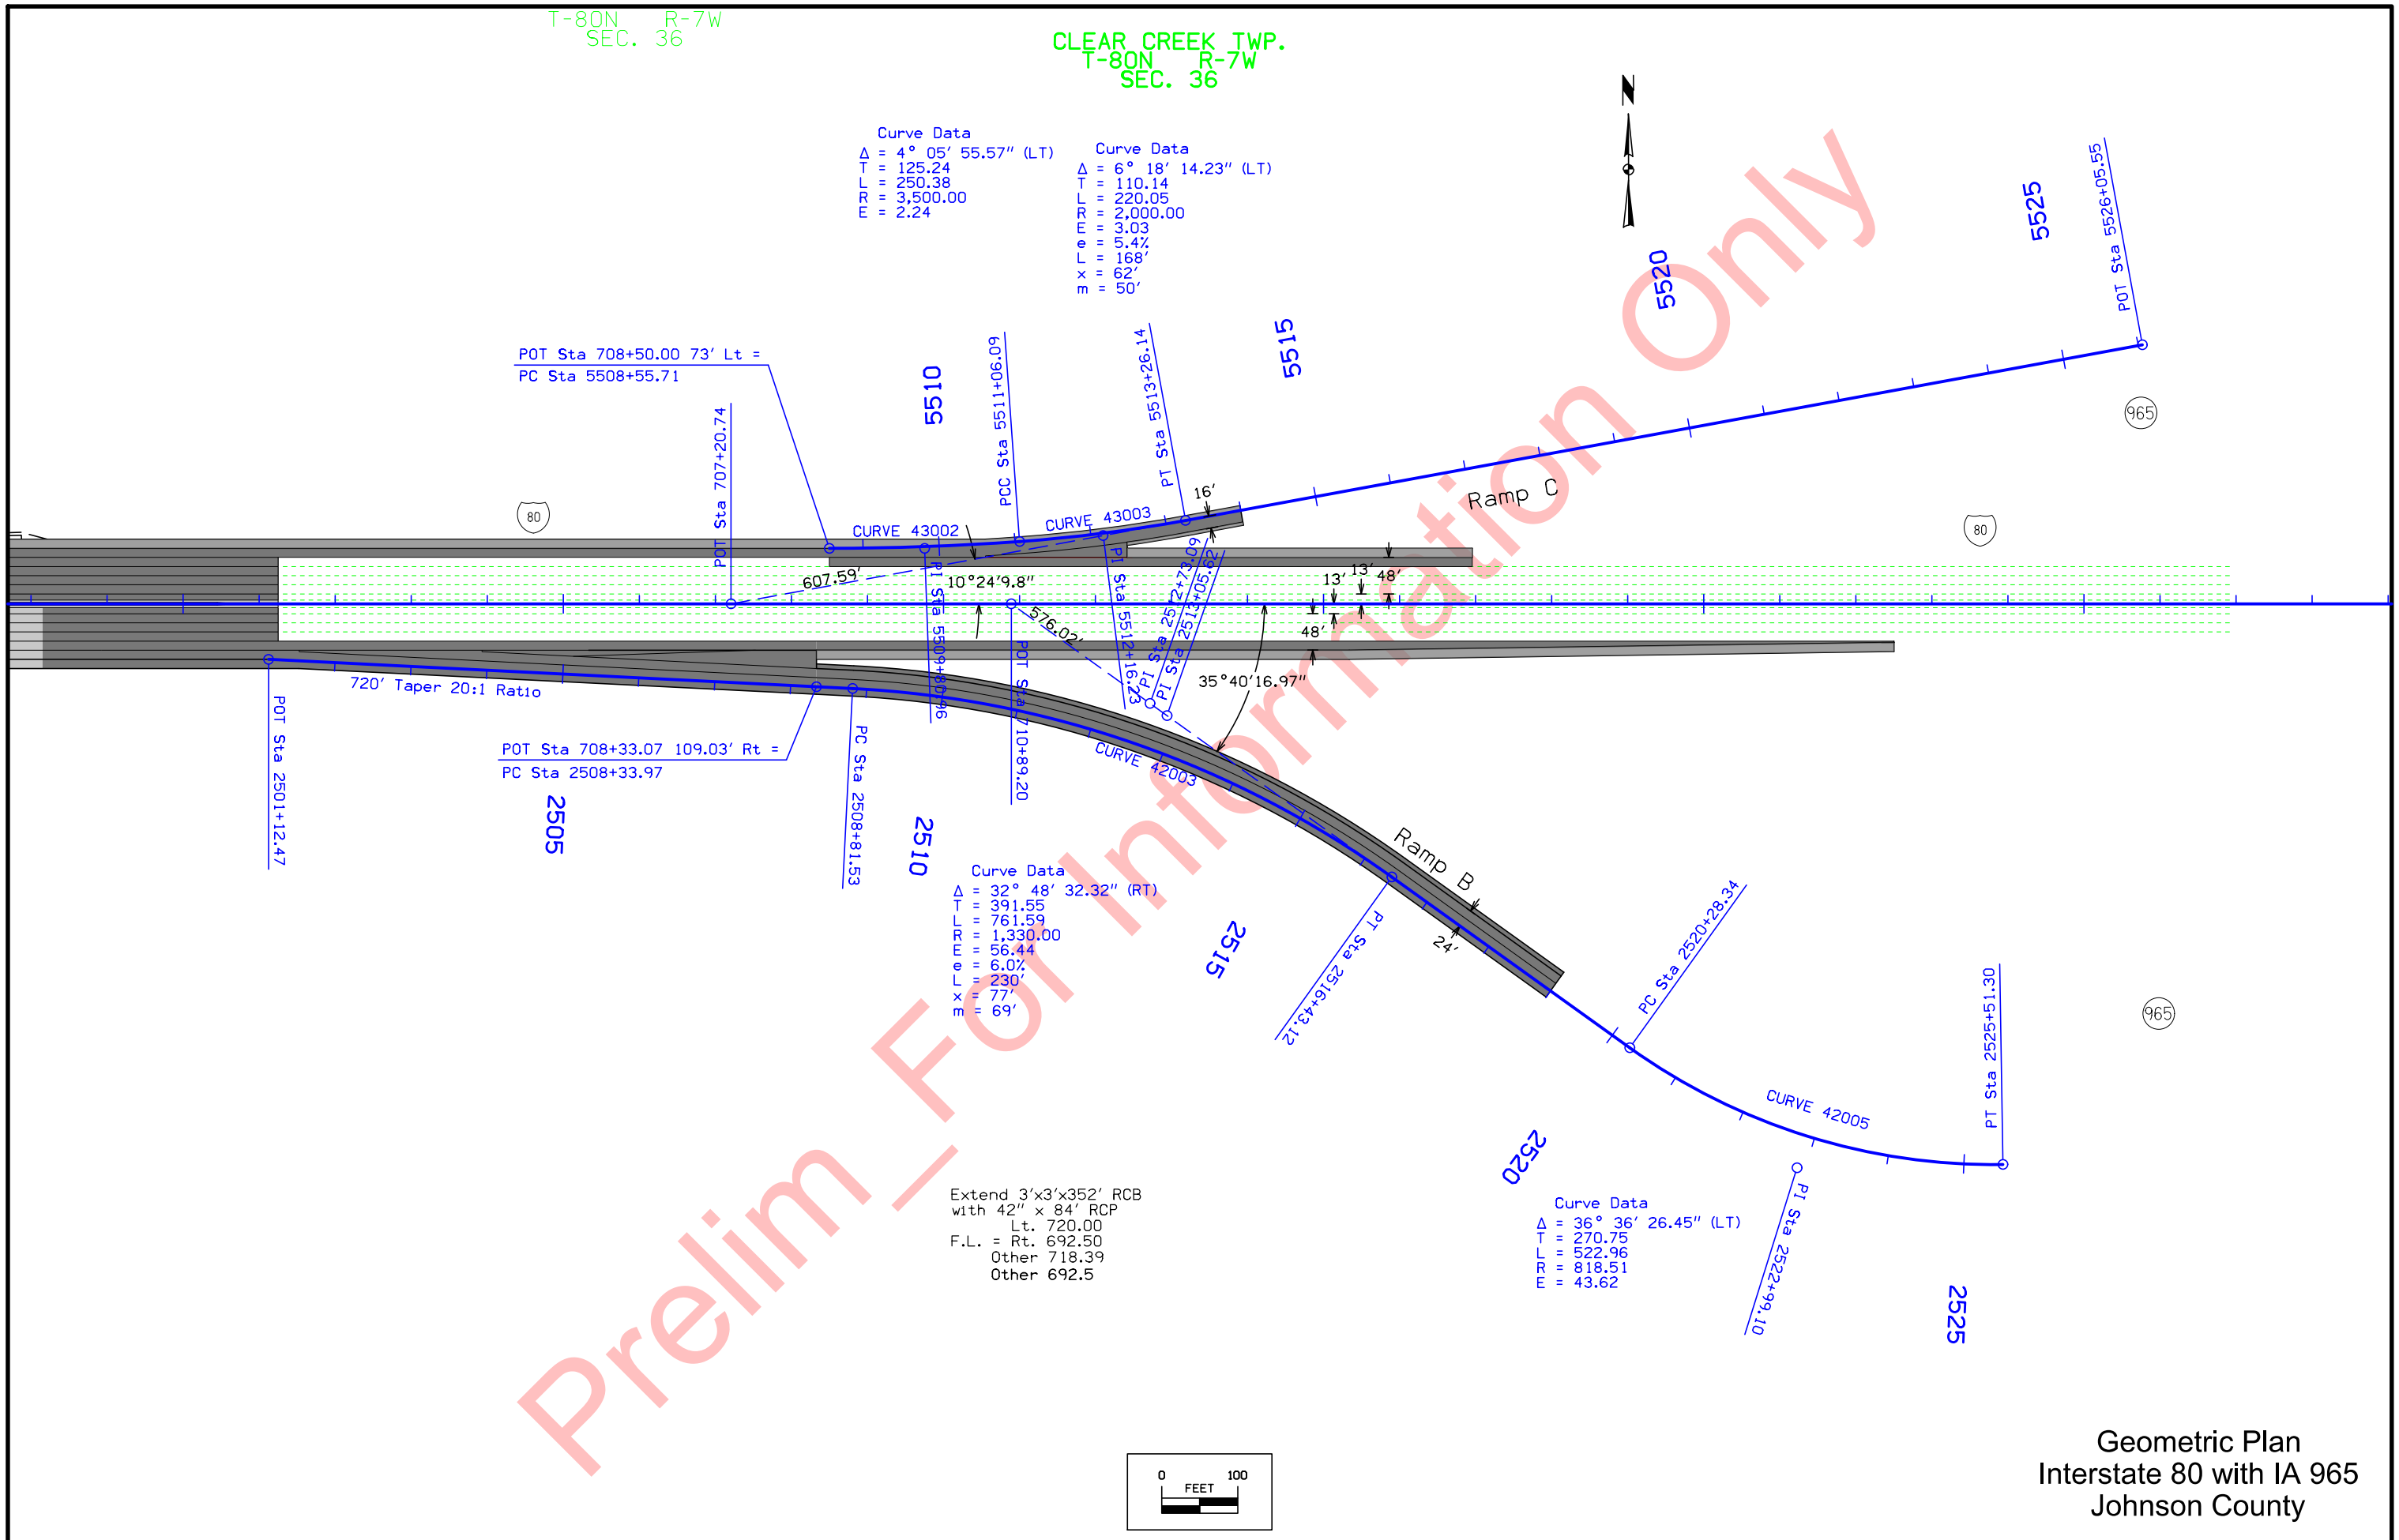 T-80N R-7W
SEC. 36
CLEAR CREEK TWP.
T-80N R-7W
SEC. 36
N
Curve Data
Δ = 4° 05′ 55.57″ (LT)
T = 125.24
L = 250.38
R = 3,500.00
E = 2.24
Curve Data
Δ = 6° 18′ 14.23″ (LT)
T = 110.14
L = 220.05
R = 2,000.00
E = 3.03
e = 5.4%
L = 168′
x = 62′
m = 50′
POT Sta 708+50.00 73′ Lt =
PC Sta 5508+55.71
POT Sta 707+20.74
5510
PCC Sta 5511+06.09
PT Sta 5513+26.14
5515
5520
5525
POT Sta 5526+05.55
965
80
CURVE 43002
CURVE 43003
16′
Ramp C
80
607.59′
10°24′9.8″
PI Sta 5509+80.96
576.02′
POT Sta 710+89.20
PI Sta 5512+16.23
PI Sta 2512+73.09
PI Sta 2513+05.62
13′
13′
48′
48′
35°40′16.97″
720′ Taper 20:1 Ratio
POT Sta 2501+12.47
POT Sta 708+33.07 109.03′ Rt =
PC Sta 2508+33.97
2505
PC Sta 2508+81.53
2510
CURVE 42003
Curve Data
Δ = 32° 48′ 32.32″ (RT)
T = 391.55
L = 761.59
R = 1,330.00
E = 56.44
e = 6.0%
L = 230′
x = 77′
m = 69′
Ramp B
24′
2515
PT Sta 2516+43.12
PC Sta 2520+28.34
PT Sta 2525+51.30
965
CURVE 42005
2520
PI Sta 2522+99.10
2525
Curve Data
Δ = 36° 36′ 26.45″ (LT)
T = 270.75
L = 522.96
R = 818.51
E = 43.62
Extend 3′x3′x352′ RCB
with 42″ x 84′ RCP
Lt. 720.00
F.L. = Rt. 692.50
Other 718.39
Other 692.5
Prelim_For Information Only
0 100
FEET
Geometric Plan
Interstate 80 with IA 965
Johnson County